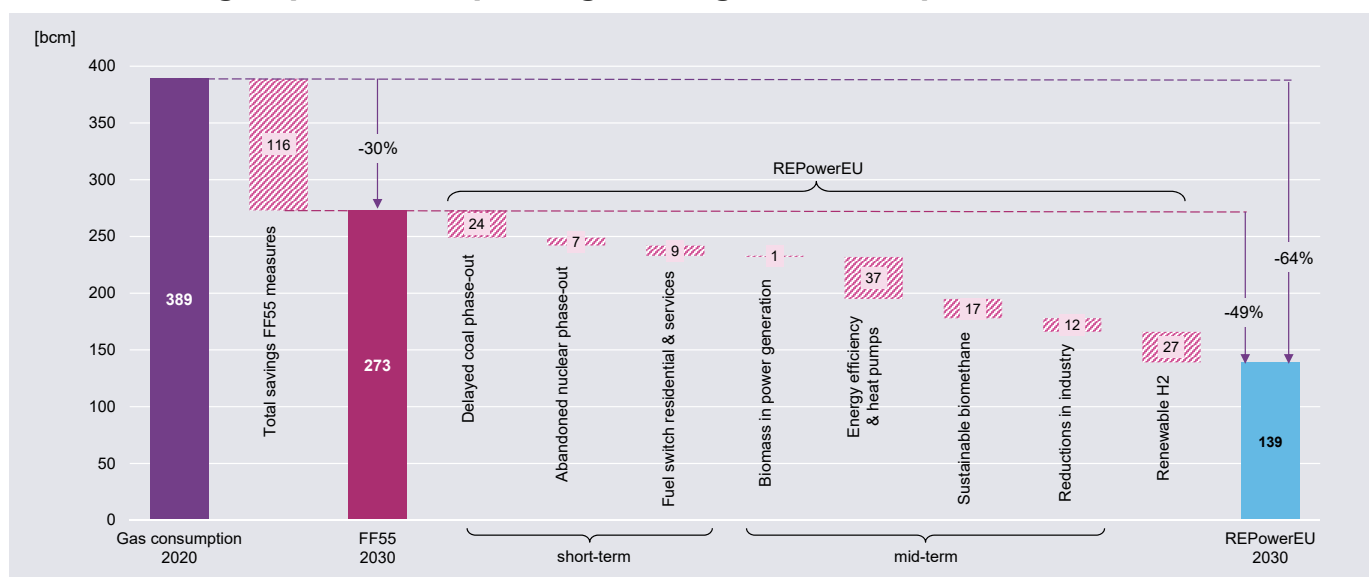 [bcm]
400
350
300
250
200
150
100
50
0
389
116
-30%
273
REPowerEU
24
7
9
1
37
17
12
27
-49%
-64%
139
Total savings FF55 measures
Delayed coal phase-out
Abandoned nuclear phase-out
Fuel switch residential & services
Biomass in power generation
Energy efficiency
& heat pumps
Sustainable biomethane
Reductions in industry
Renewable H2
Gas consumption
2020
FF55
2030
short-term
mid-term
REPowerEU
2030